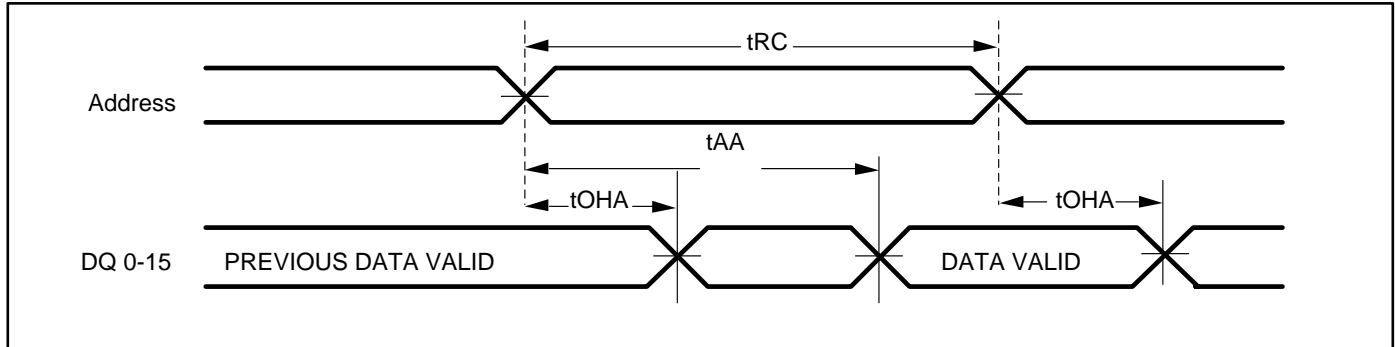 tRC
Address
tAA
tOHA
tOHA
DQ 0-15
PREVIOUS DATA VALID
DATA VALID